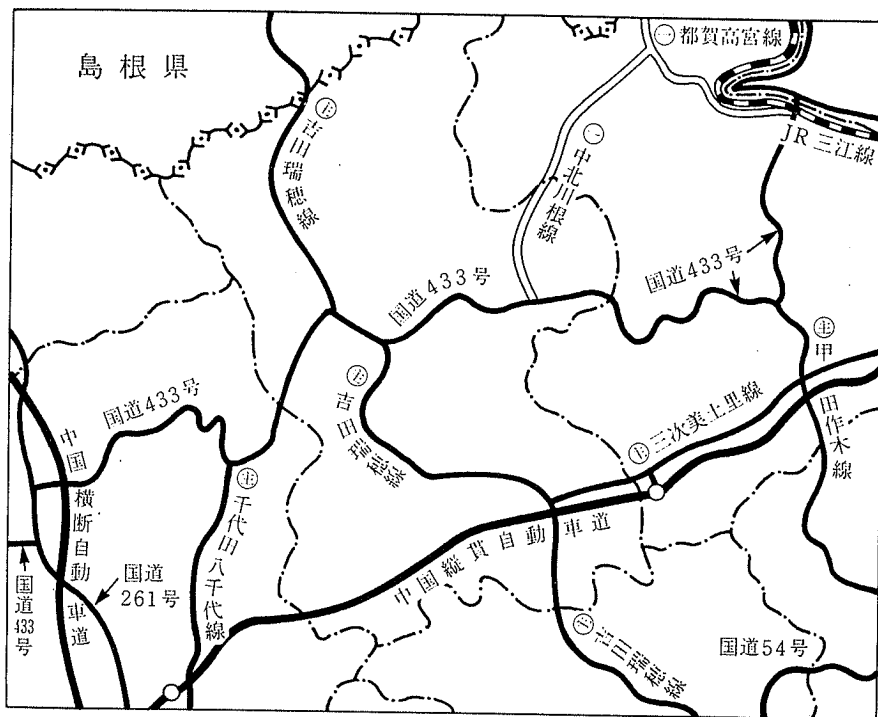 島根県
㊀都賀高宮線
㊀中北川根線
JR三江線
㊤吉田瑞穂線
国道433号
国道433号
国道433号
㊤甲田作木線
㊤吉田瑞穂線
㊤三次美土里線
中国横断自動車道
㊤千代田八千代線
中国縦貫自動車道
国道433号
国道261号
㊤吉田瑞穂線
国道54号